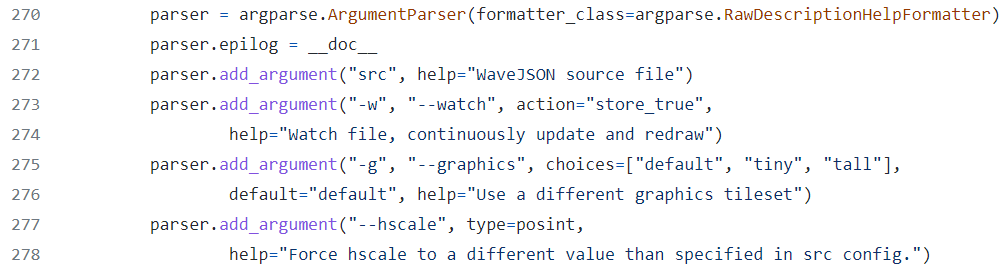 270 parser = argparse.ArgumentParser(formatter_class=argparse.RawDescriptionHelpFormatter)
271 parser.epilog = __doc__
272 parser.add_argument("src", help="WaveJSON source file")
273 parser.add_argument("-w", "--watch", action="store_true",
274 help="Watch file, continuously update and redraw")
275 parser.add_argument("-g", "--graphics", choices=["default", "tiny", "tall"],
276 default="default", help="Use a different graphics tileset")
277 parser.add_argument("--hscale", type=posint,
278 help="Force hscale to a different value than specified in src config.")